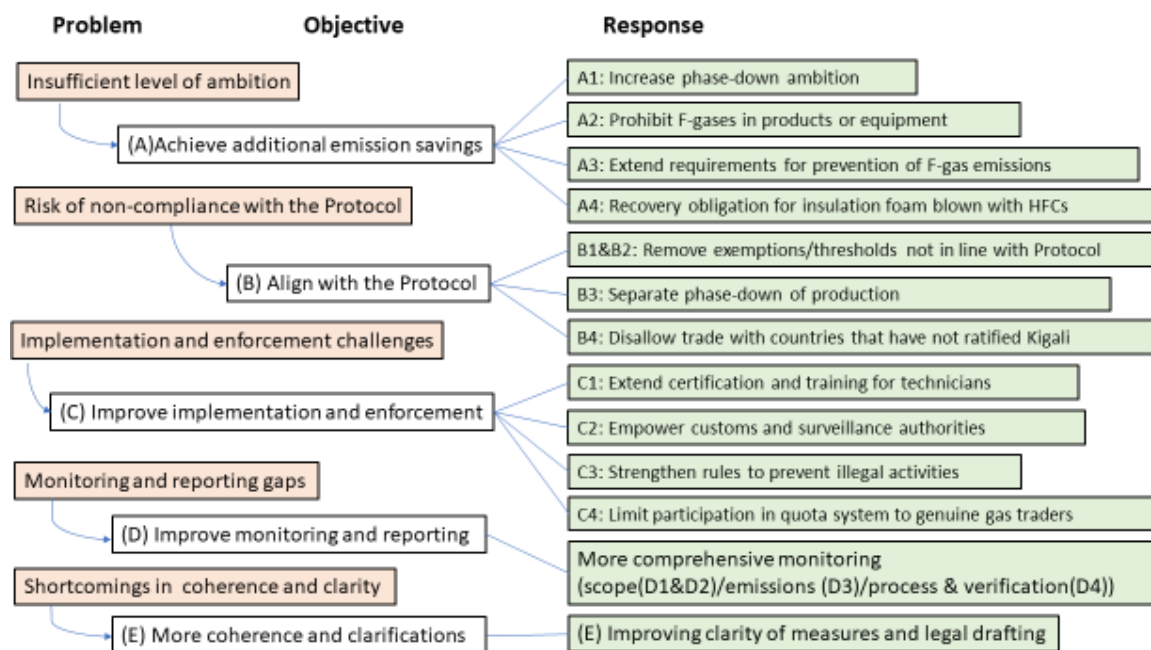 Problem Objective Response
Insufficient level of ambition
(A)Achieve additional emission savings
A1: Increase phase-down ambition
A2: Prohibit F-gases in products or equipment
A3: Extend requirements for prevention of F-gas emissions
A4: Recovery obligation for insulation foam blown with HFCs
Risk of non-compliance with the Protocol
(B) Align with the Protocol
B1&B2: Remove exemptions/thresholds not in line with Protocol
B3: Separate phase-down of production
B4: Disallow trade with countries that have not ratified Kigali
Implementation and enforcement challenges
(C) Improve implementation and enforcement
C1: Extend certification and training for technicians
C2: Empower customs and surveillance authorities
C3: Strengthen rules to prevent illegal activities
C4: Limit participation in quota system to genuine gas traders
Monitoring and reporting gaps
(D) Improve monitoring and reporting
More comprehensive monitoring
(scope(D1&D2)/emissions (D3)/process & verification(D4))
Shortcomings in coherence and clarity
(E) More coherence and clarifications
(E) Improving clarity of measures and legal drafting